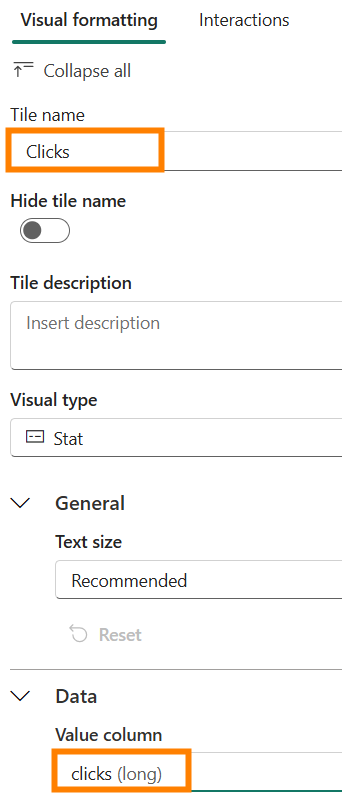 Visual formatting Interactions
Collapse all
Tile name
Clicks
Hide tile name
Tile description
Insert description
Visual type
Stat
General
Text size
Recommended
Reset
Data
Value column
clicks (long)